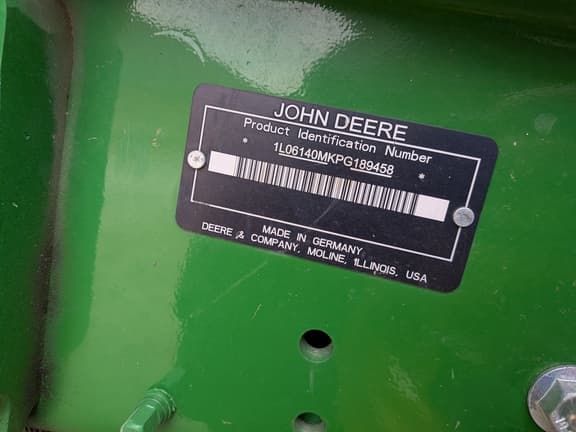 JOHN DEERE
Product Identification Number
* 1L06140MKPG189458 *
MADE IN GERMANY
DEERE & COMPANY, MOLINE, ILLINOIS, USA